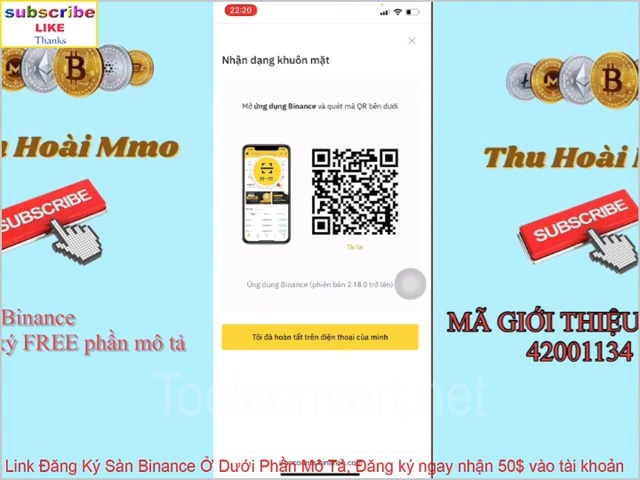 subscribe
LIKE
Thanks
22:20
Nhận dạng khuôn mặt
Mở ứng dụng Binance và quét mã QR bên dưới
Tải lại
Ứng dụng Binance (phiên bản 2.18.0 trở lên)
Tôi đã hoàn tất trên điện thoại của mình
Hoài Mmo
SUBSCRIBE
Binance
ký FREE phần mô tả
Thu Hoài
SUBSCRIBE
MÃ GIỚI THIỆU
42001134
Toolconvert.net
Link Đăng Ký Sàn Binance Ở Dưới Phần Mô Tả, Đăng ký ngay nhận 50$ vào tài khoản